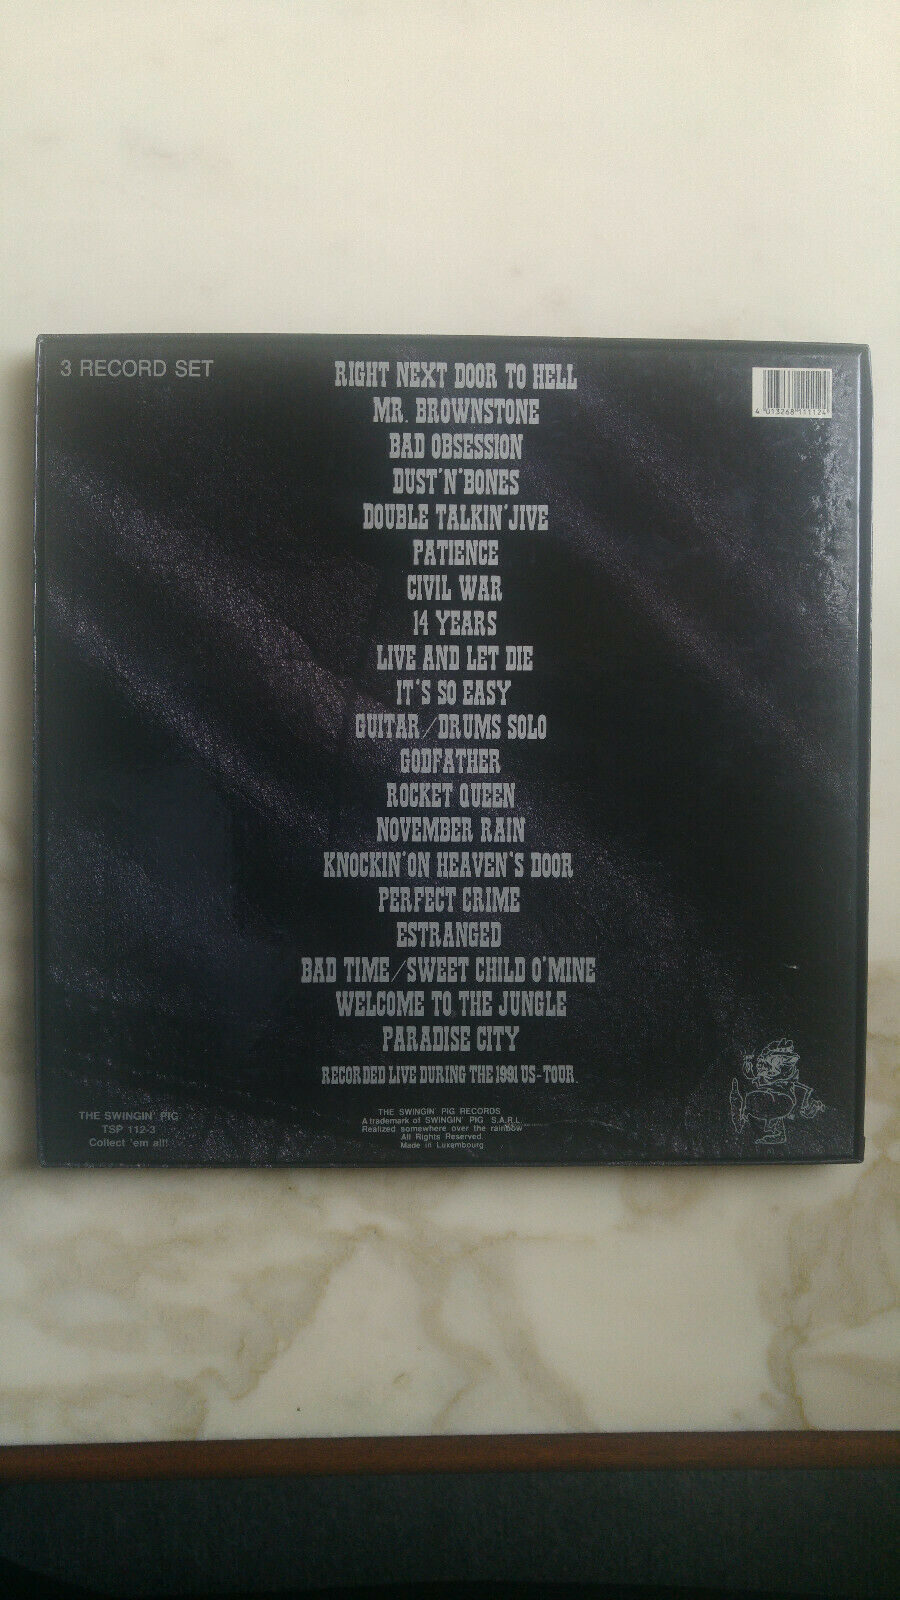 3 RECORD SET
RIGHT NEXT DOOR TO HELL
MR. BROWNSTONE
BAD OBSESSION
DUST'N'BONES
DOUBLE TALKIN'JIVE
PATIENCE
CIVIL WAR
14 YEARS
LIVE AND LET DIE
IT'S SO EASY
GUITAR/DRUMS SOLO
GODFATHER
ROCKET QUEEN
NOVEMBER RAIN
KNOCKIN'ON HEAVEN'S DOOR
PERFECT CRIME
ESTRANGED
BAD TIME/SWEET CHILD O'MINE
WELCOME TO THE JUNGLE
PARADISE CITY
RECORDED LIVE DURING THE 1991 US-TOUR.
4 013268 111124
THE SWINGIN' PIG
TSP 112-3
Collect 'em all!
THE SWINGIN' PIG RECORDS
A trademark of SWINGIN' PIG S.A.R.L.
Realized somewhere over the rainbow
All Rights Reserved.
Made in Luxembourg